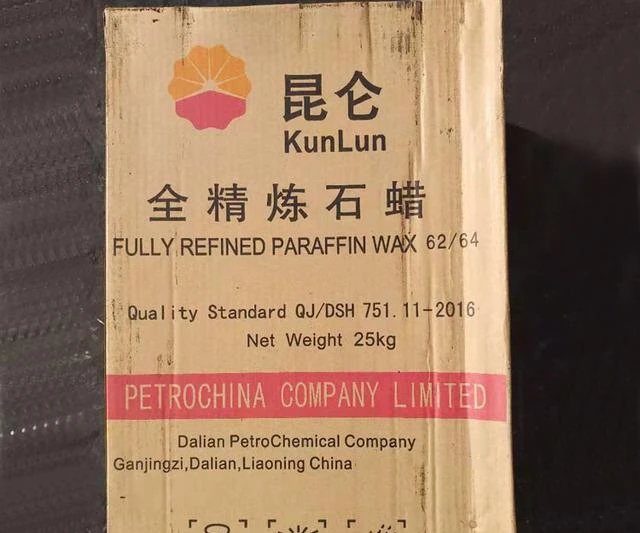 昆仑
KunLun
全精炼石蜡
FULLY REFINED PARAFFIN WAX 62/64
Quality Standard QJ/DSH 751.11-2016
Net Weight 25kg
PETROCHINA COMPANY LIMITED
Dalian PetroChemical Company
Ganjingzi,Dalian,Liaoning China